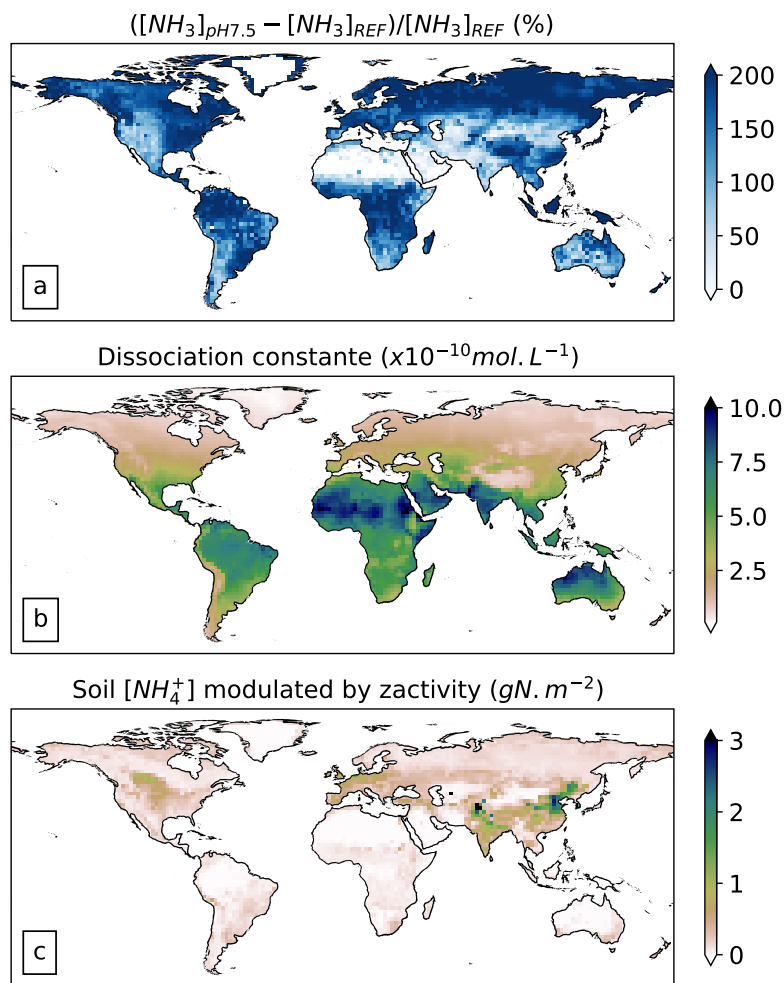 ([NH₃]pH7.5 − [NH₃]REF)/[NH₃]REF (%)
200
150
100
50
0
a
Dissociation constante (x10⁻¹⁰mol. L⁻¹)
10.0
7.5
5.0
2.5
b
Soil [NH₄⁺] modulated by zactivity (gN. m⁻²)
3
2
1
0
c